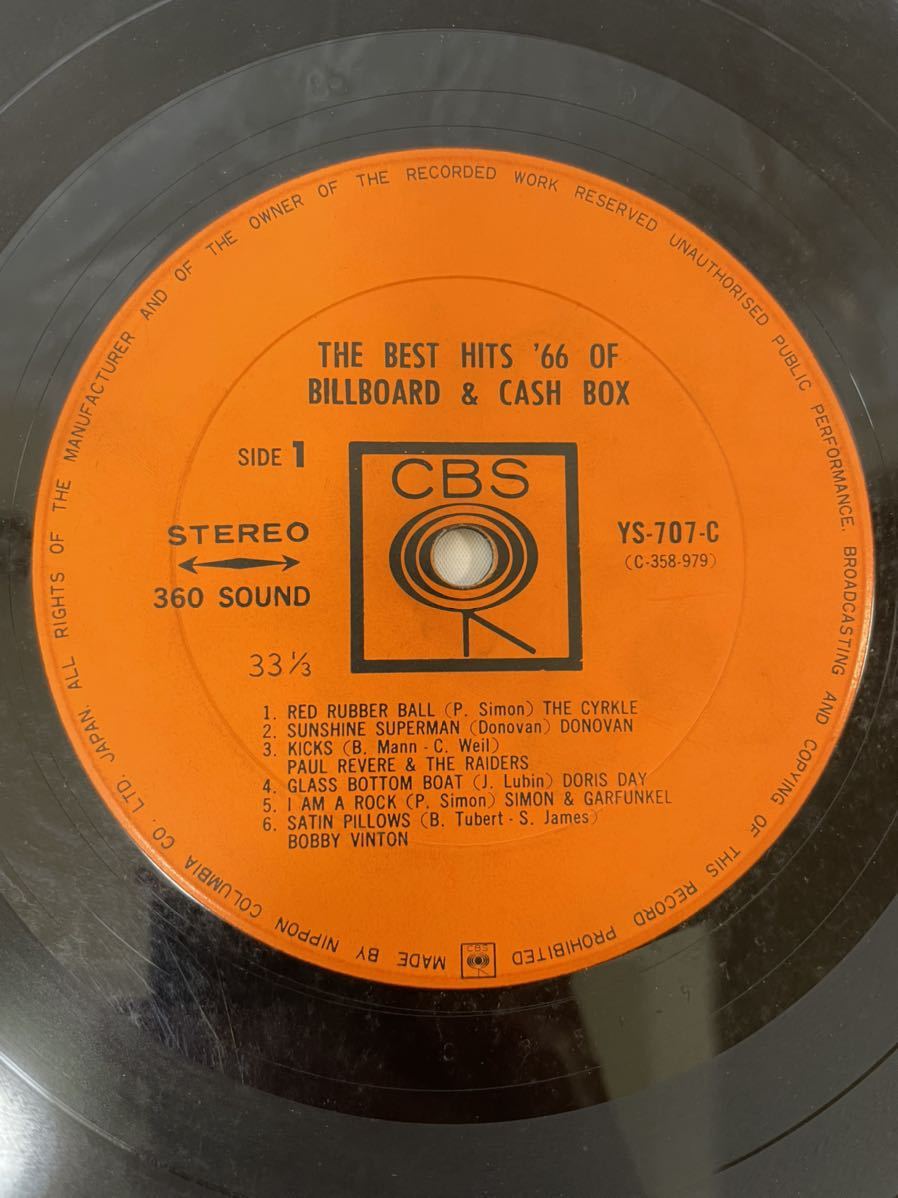 THE BEST HITS '66 OF
BILLBOARD & CASH BOX
SIDE 1
CBS
STEREO
360 SOUND
YS-707-C
(C-358-979)
33 1/3
1. RED RUBBER BALL (P. Simon) THE CYRKLE
2. SUNSHINE SUPERMAN (Donovan) DONOVAN
3. KICKS (B. Mann - C. Weil)
PAUL REVERE & THE RAIDERS
4. GLASS BOTTOM BOAT (J. Lubin) DORIS DAY
5. I AM A ROCK (P. Simon) SIMON & GARFUNKEL
6. SATIN PILLOWS (B. Tubert - S. James)
BOBBY VINTON
MADE BY NIPPON COLUMBIA CO. LTD. JAPAN. ALL RIGHTS OF THE MANUFACTURER AND OF THE OWNER OF THE RECORDED WORK RESERVED UNAUTHORISED PUBLIC PERFORMANCE, BROADCASTING AND COPYING OF THIS RECORD PROHIBITED
CBS